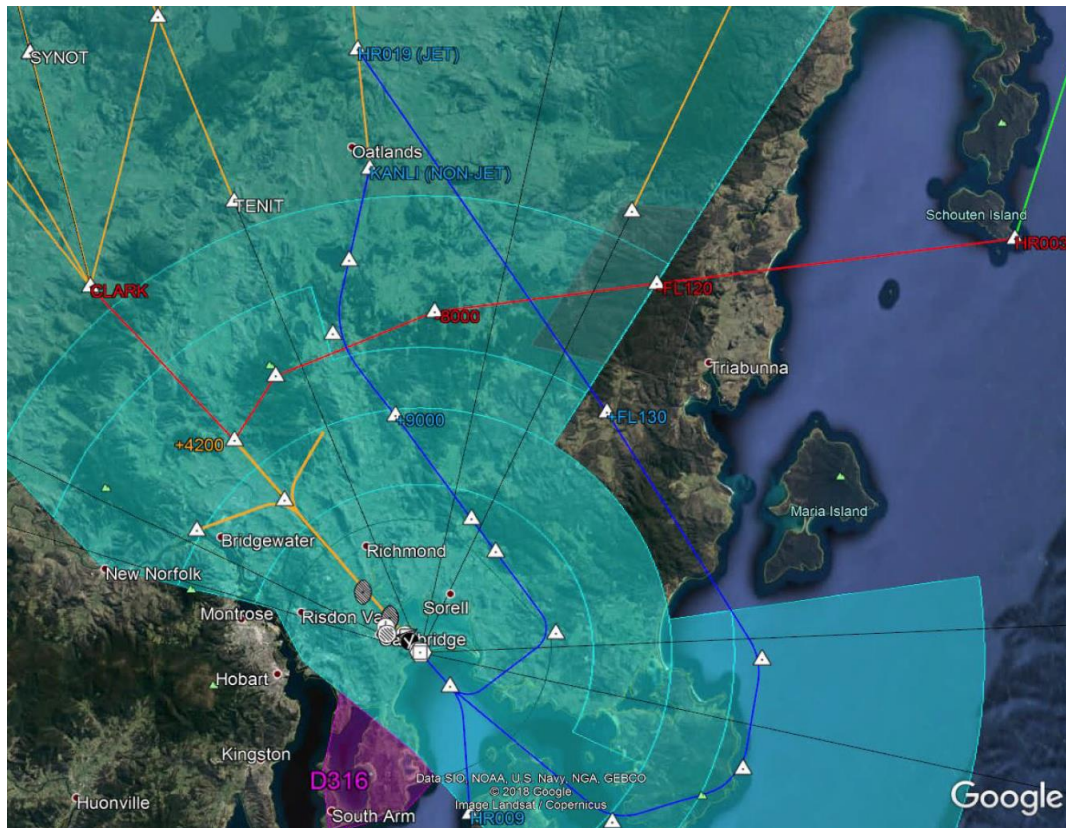 SYNOT
HR019 (JET)
Oatlands
KANLI (NON-JET)
TENIT
Schouten Island
HR003
CLARK
-FL120
-8000
Triabunna
+9000
+FL130
+4200
Maria Island
Bridgewater
Richmond
New Norfolk
Sorell
Montrose
Risdon
Hobart
Kingston
D316
Data SIO, NOAA, U.S. Navy, NGA, GEBCO
© 2018 Google
Image Landsat / Copernicus
Google
Huonville
South Arm
HR009